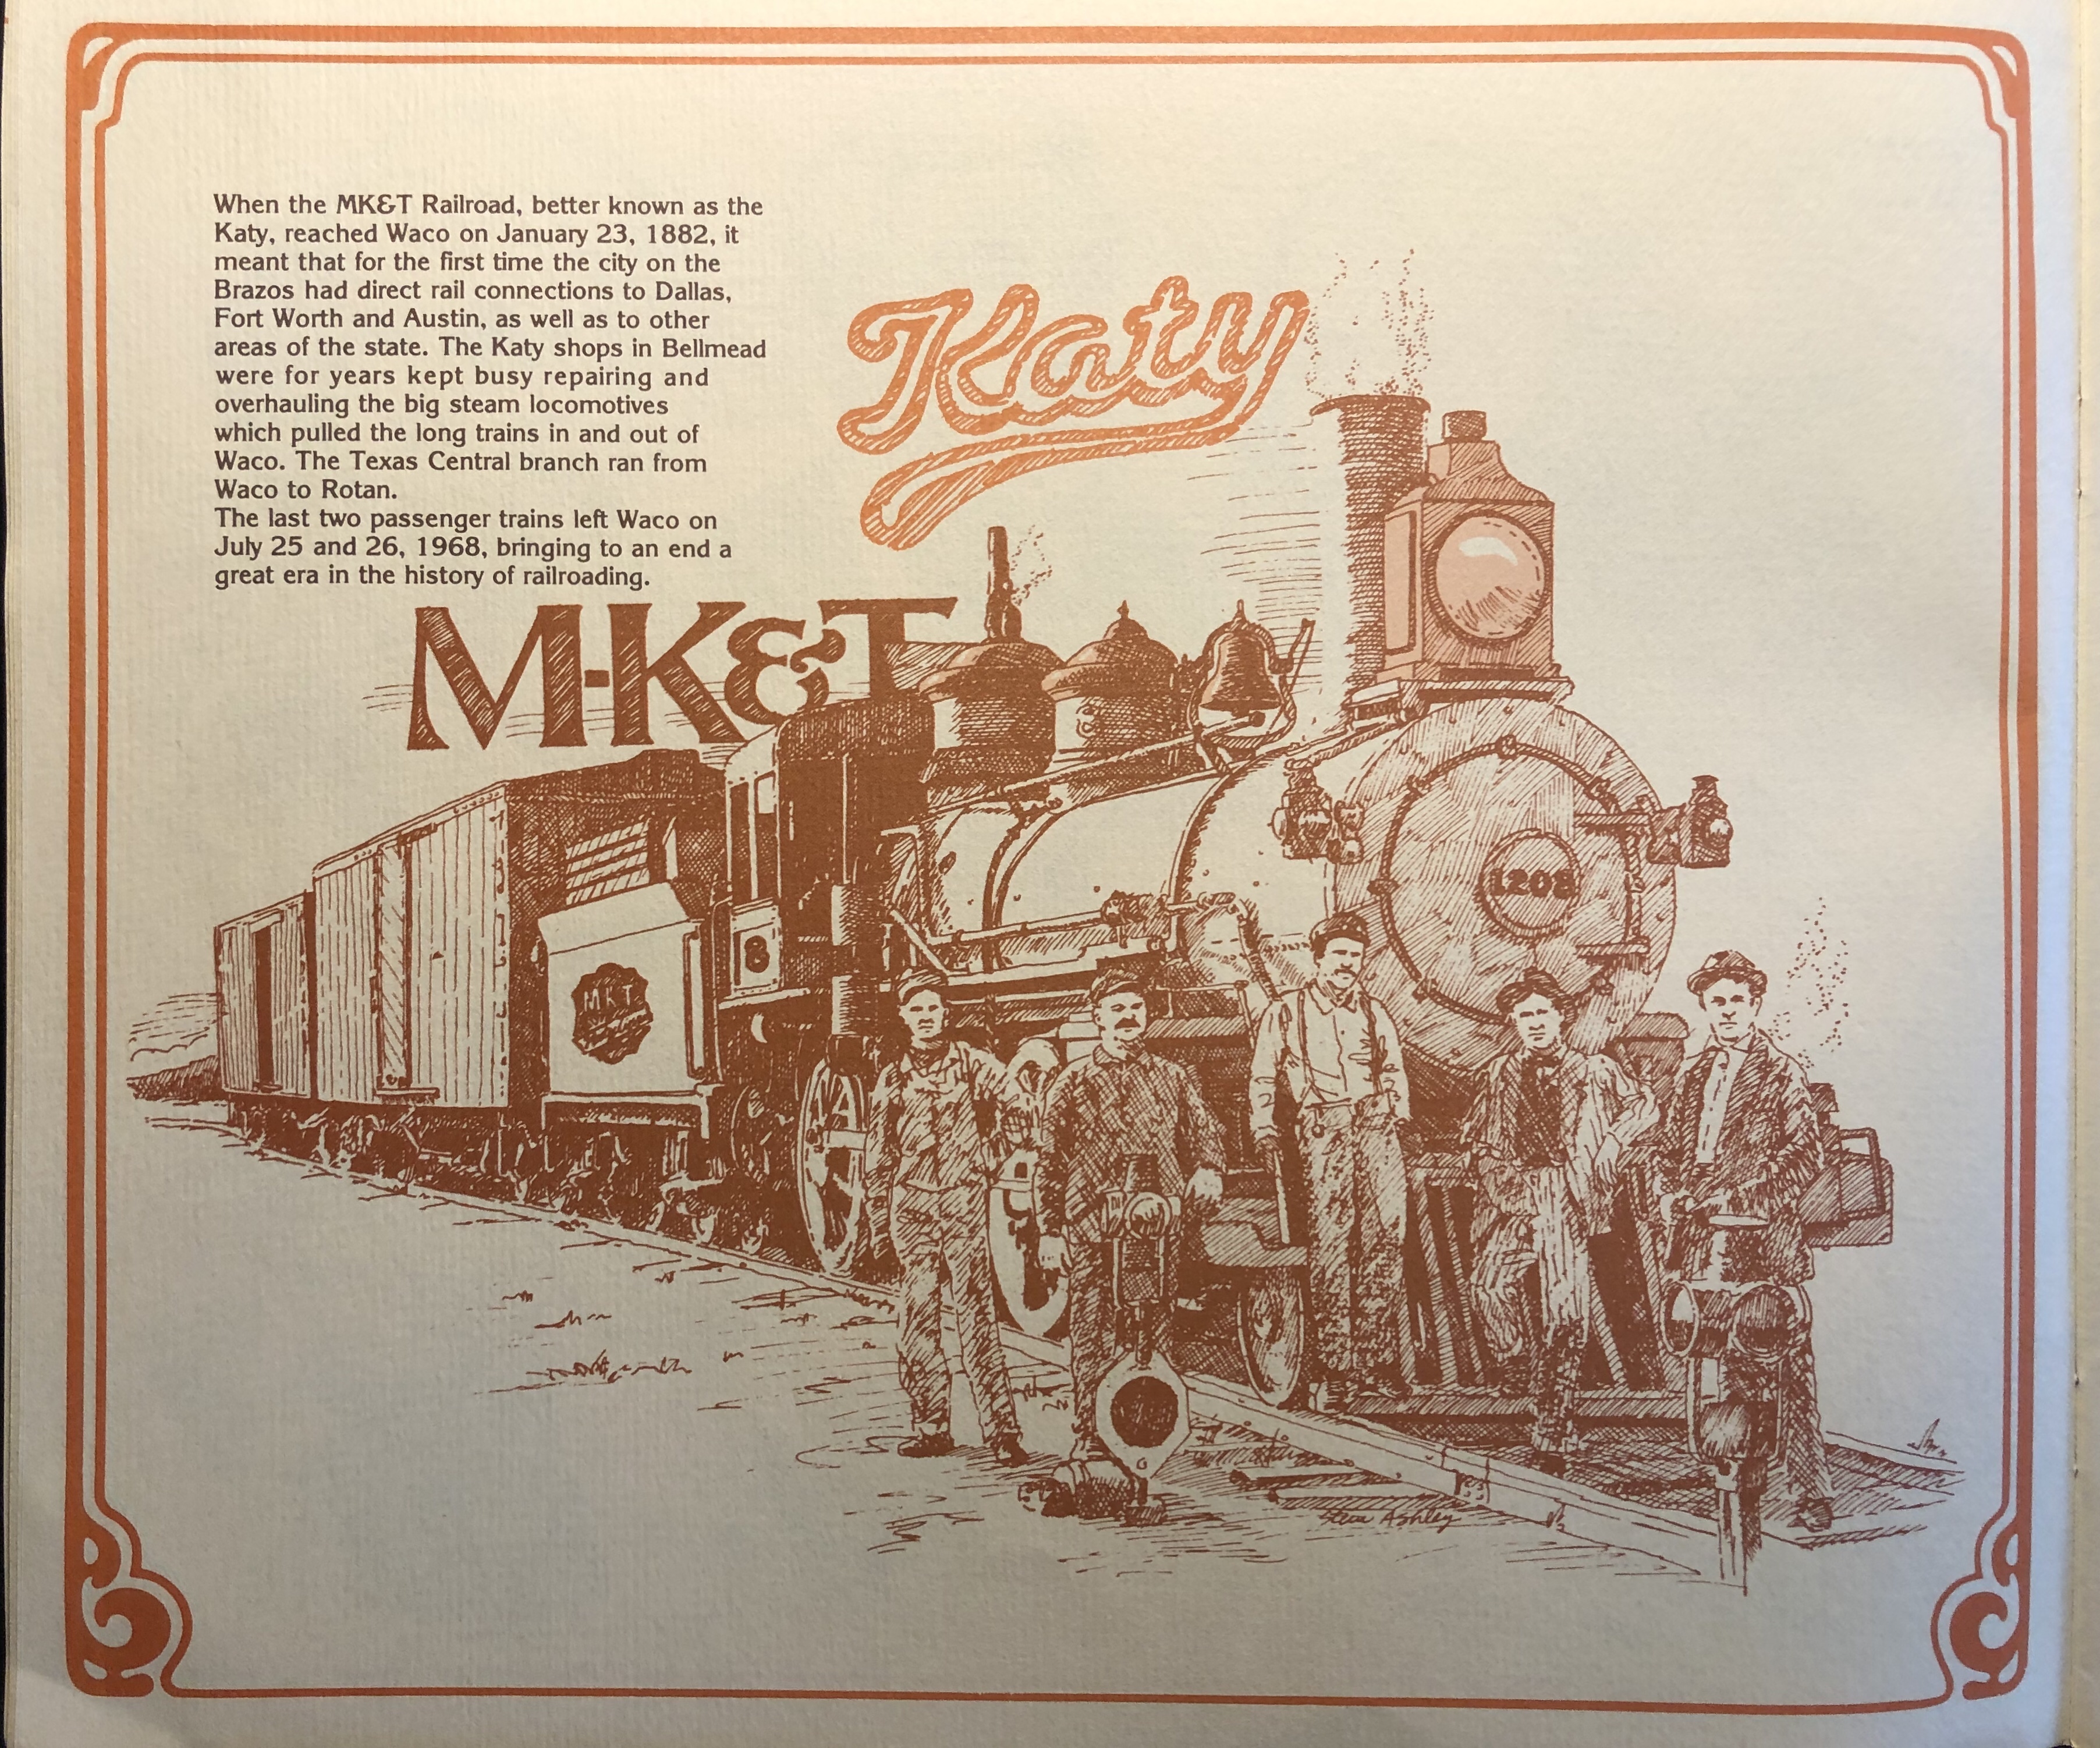 When the MK&T Railroad, better known as the
Katy, reached Waco on January 23, 1882, it
meant that for the first time the city on the
Brazos had direct rail connections to Dallas,
Fort Worth and Austin, as well as to other
areas of the state. The Katy shops in Bellmead
were for years kept busy repairing and
overhauling the big steam locomotives
which pulled the long trains in and out of
Waco. The Texas Central branch ran from
Waco to Rotan.
The last two passenger trains left Waco on
July 25 and 26, 1968, bringing to an end a
great era in the history of railroading.
Katy
M-K&T
1208
8
MKT
Steve Ashley